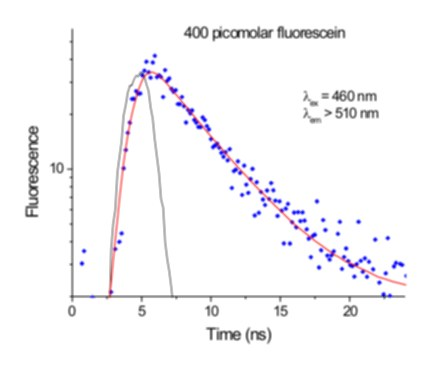 400 picomolar fluorescein
λex = 460 nm
λem > 510 nm
Fluorescence
10
0 5 10 15 20
Time (ns)